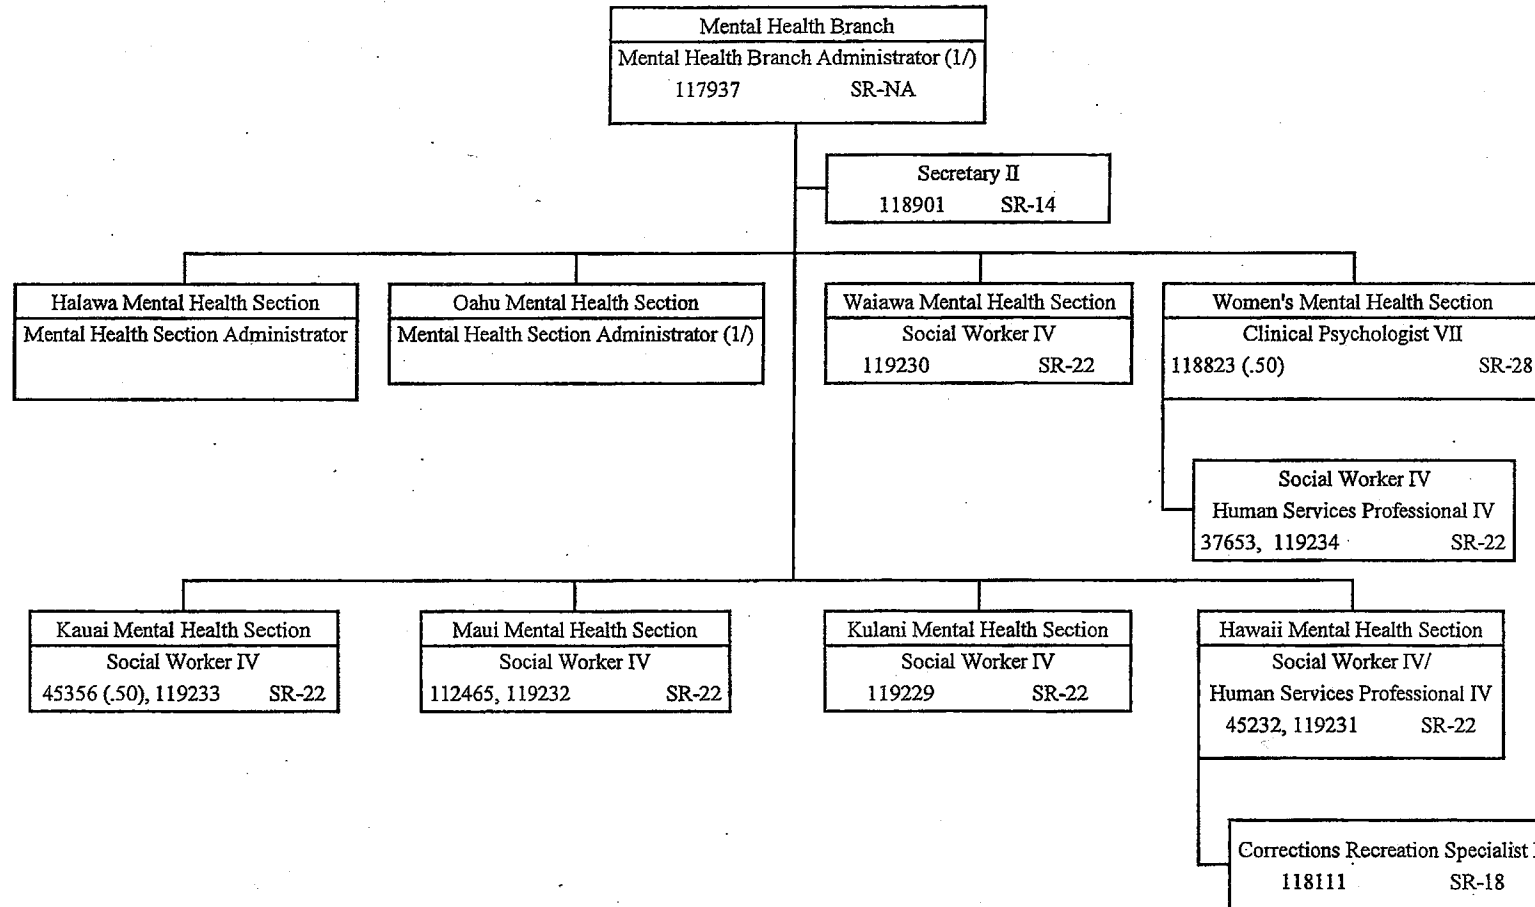 Mental Health Branch
Mental Health Branch Administrator (1/)
117937 SR-NA
Secretary II
118901 SR-14
Halawa Mental Health Section
Mental Health Section Administrator
Oahu Mental Health Section
Mental Health Section Administrator (1/)
Waiawa Mental Health Section
Social Worker IV
119230 SR-22
Women's Mental Health Section
Clinical Psychologist VII
118823 (.50) SR-28
Social Worker IV
Human Services Professional IV
37653, 119234 SR-22
Kauai Mental Health Section
Social Worker IV
45356 (.50), 119233 SR-22
Maui Mental Health Section
Social Worker IV
112465, 119232 SR-22
Kulani Mental Health Section
Social Worker IV
119229 SR-22
Hawaii Mental Health Section
Social Worker IV/
Human Services Professional IV
45232, 119231 SR-22
Corrections Recreation Specialist
118111 SR-18